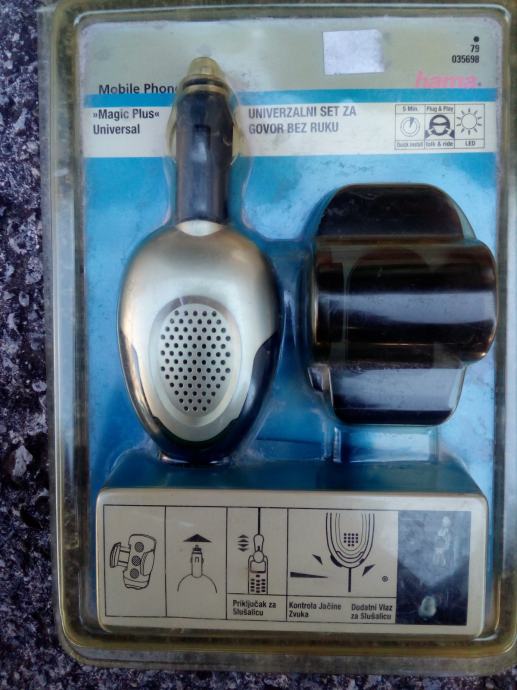 79
035698
hama®
Mobile Phone
»Magic Plus«
Universal
UNIVERZALNI SET ZA
GOVOR BEZ RUKU
5 Min.
Plug & Play
Quick install
talk & ride
LED
Priključak za
Slušalicu
Kontrola Jačine
Zvuka
Dodatni Vlaz
za Slušalicu